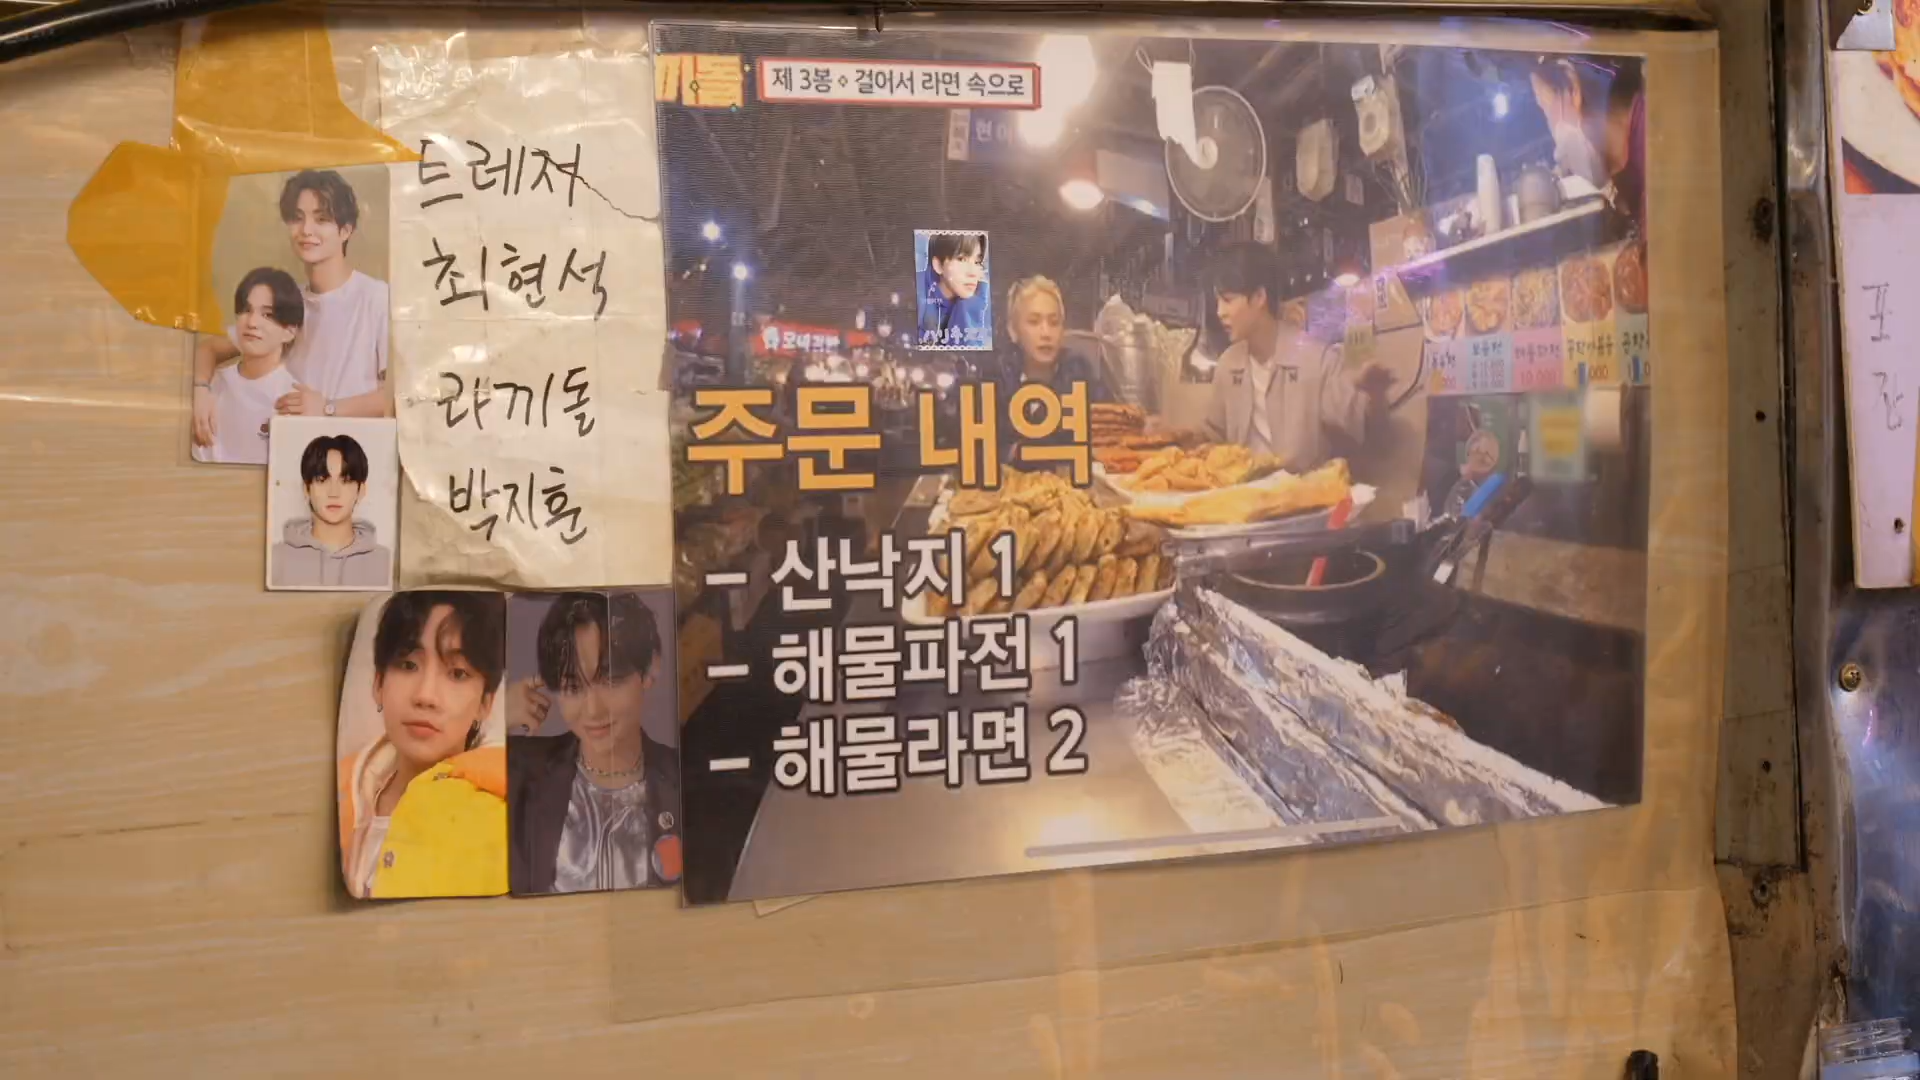 제 3봉 ⋄ 걸어서 라면 속으로
트레져
최현석
라끼돌
박지훈
주문 내역
– 산낙지 1
– 해물파전 1
– 해물라면 2